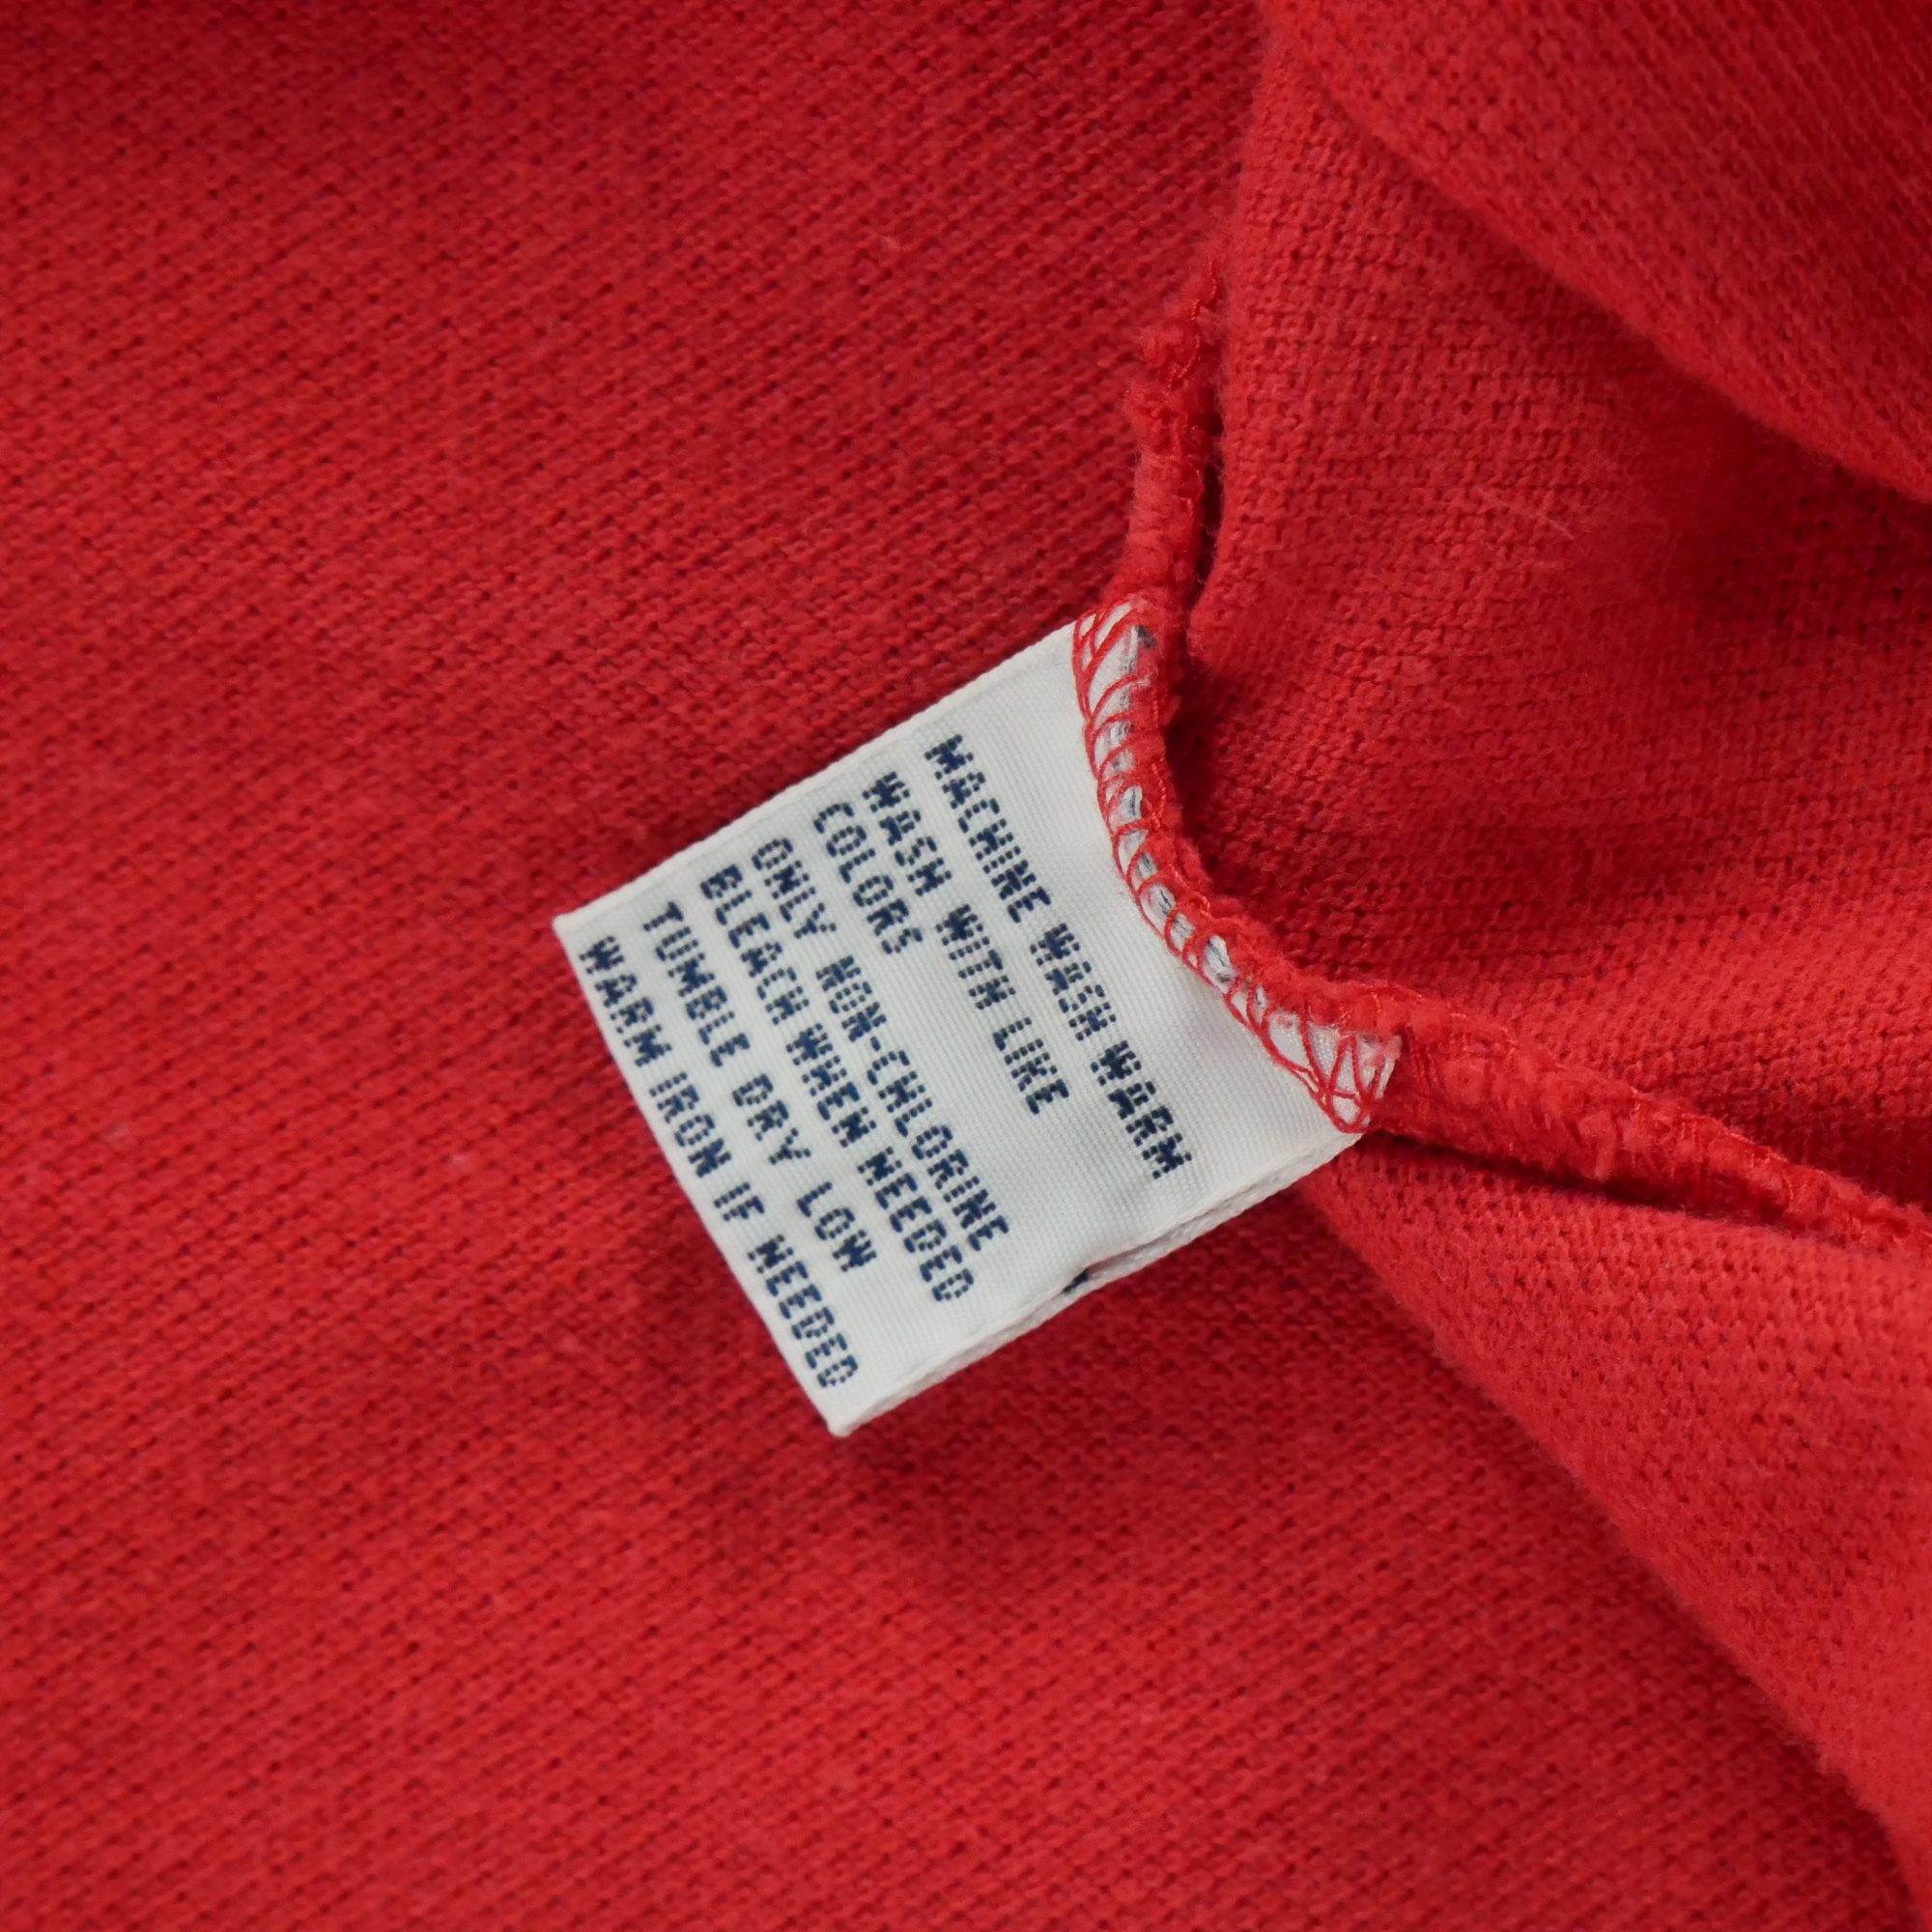 MACHINE WASH WARM
WASH WITH LIKE
COLORS
ONLY NON-CHLORINE
BLEACH WHEN NEEDED
TUMBLE DRY LOW
WARM IRON IF NEEDED